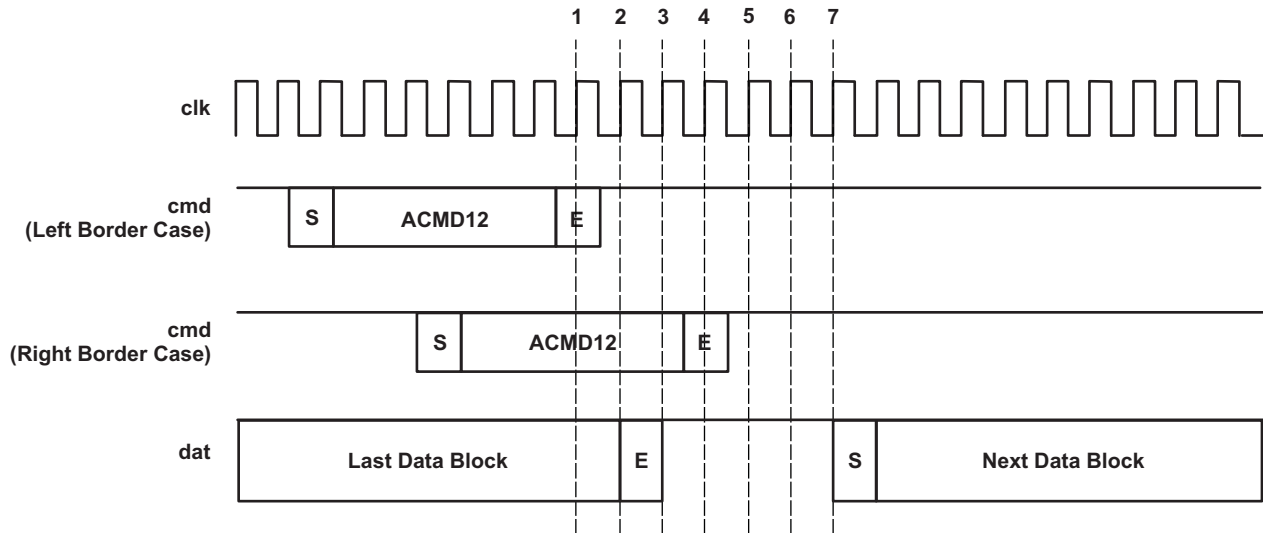 1 2 3 4 5 6 7
clk
cmd
(Left Border Case)
S ACMD12 E
cmd
(Right Border Case)
S ACMD12 E
dat
Last Data Block E S Next Data Block